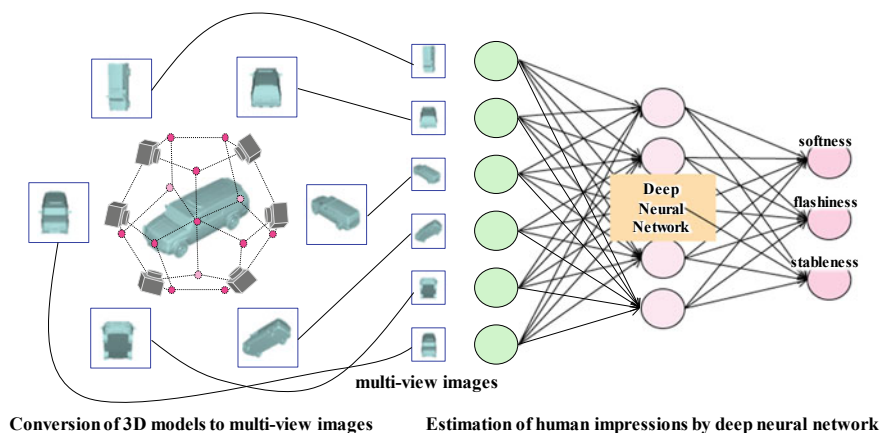 softness
Deep
Neural
Network
flashiness
stableness
multi-view images
Conversion of 3D models to multi-view images
Estimation of human impressions by deep neural network